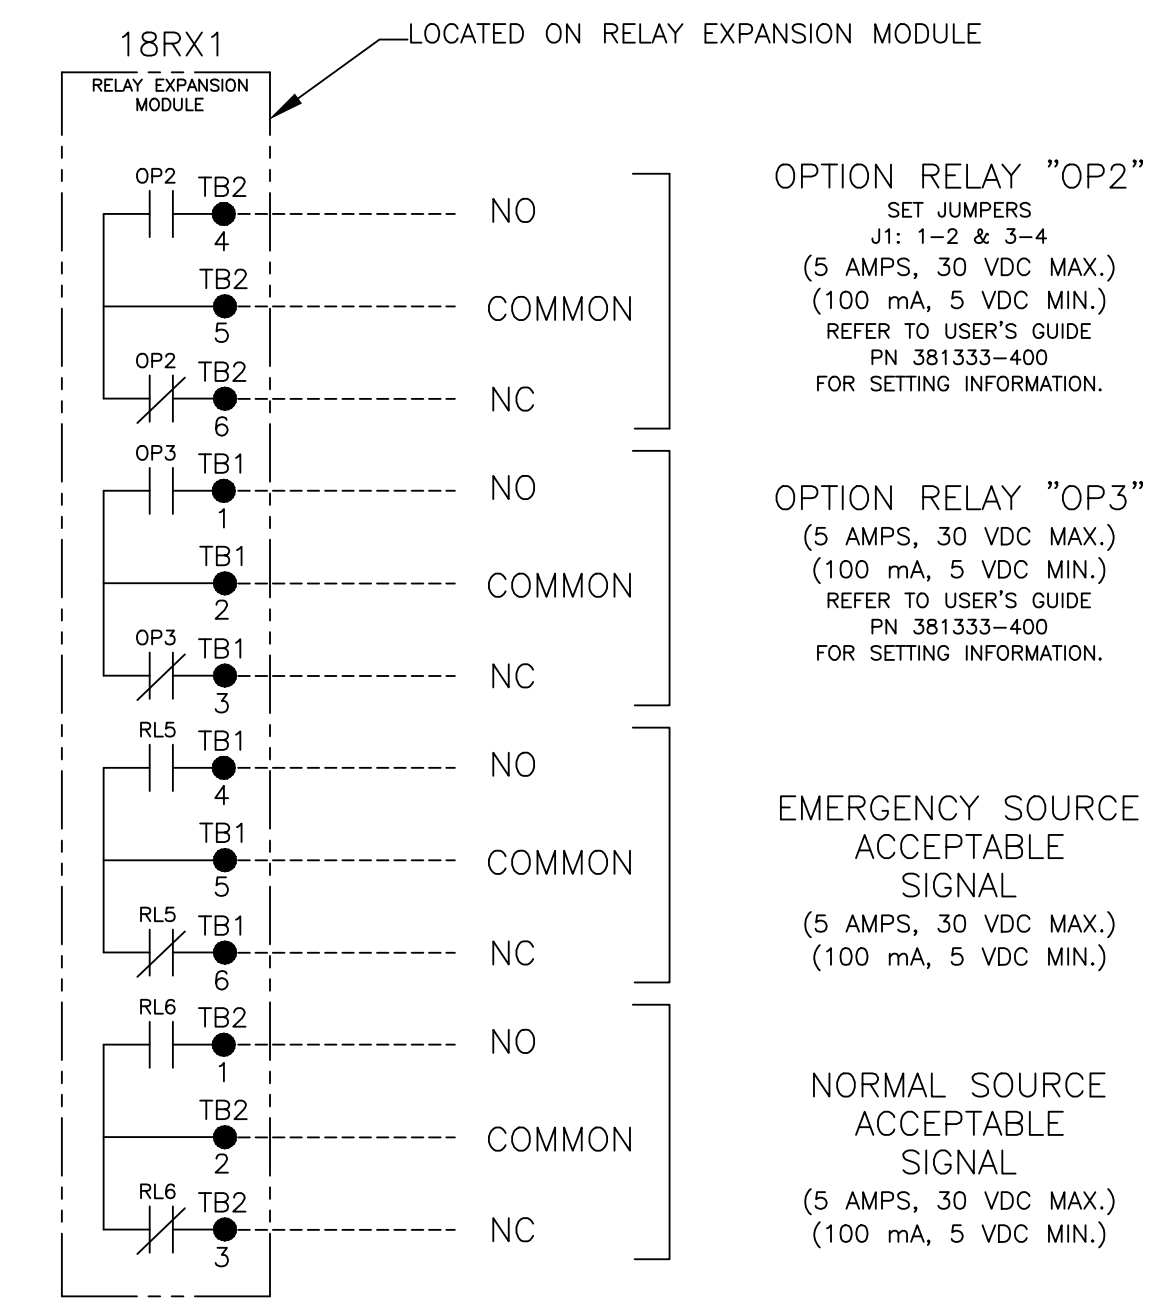 18RX1
LOCATED ON RELAY EXPANSION MODULE
RELAY EXPANSION
MODULE
OP2
TB2
4
NO
TB2
5
COMMON
OP2
TB2
6
NC
OPTION RELAY "OP2"
SET JUMPERS
J1: 1-2 & 3-4
(5 AMPS, 30 VDC MAX.)
(100 mA, 5 VDC MIN.)
REFER TO USER'S GUIDE
PN 381333-400
FOR SETTING INFORMATION.
OP3
TB1
1
NO
TB1
2
COMMON
OP3
TB1
3
NC
OPTION RELAY "OP3"
(5 AMPS, 30 VDC MAX.)
(100 mA, 5 VDC MIN.)
REFER TO USER'S GUIDE
PN 381333-400
FOR SETTING INFORMATION.
RL5
TB1
4
NO
TB1
5
COMMON
RL5
TB1
6
NC
EMERGENCY SOURCE
ACCEPTABLE
SIGNAL
(5 AMPS, 30 VDC MAX.)
(100 mA, 5 VDC MIN.)
RL6
TB2
1
NO
TB2
2
COMMON
RL6
TB2
3
NC
NORMAL SOURCE
ACCEPTABLE
SIGNAL
(5 AMPS, 30 VDC MAX.)
(100 mA, 5 VDC MIN.)